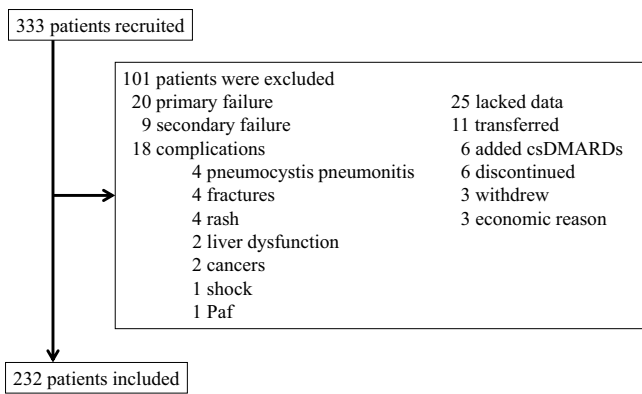 333 patients recruited
101 patients were excluded
20 primary failure
9 secondary failure
18 complications
4 pneumocystis pneumonitis
4 fractures
4 rash
2 liver dysfunction
2 cancers
1 shock
1 Paf
25 lacked data
11 transferred
6 added csDMARDs
6 discontinued
3 withdrew
3 economic reason
232 patients included